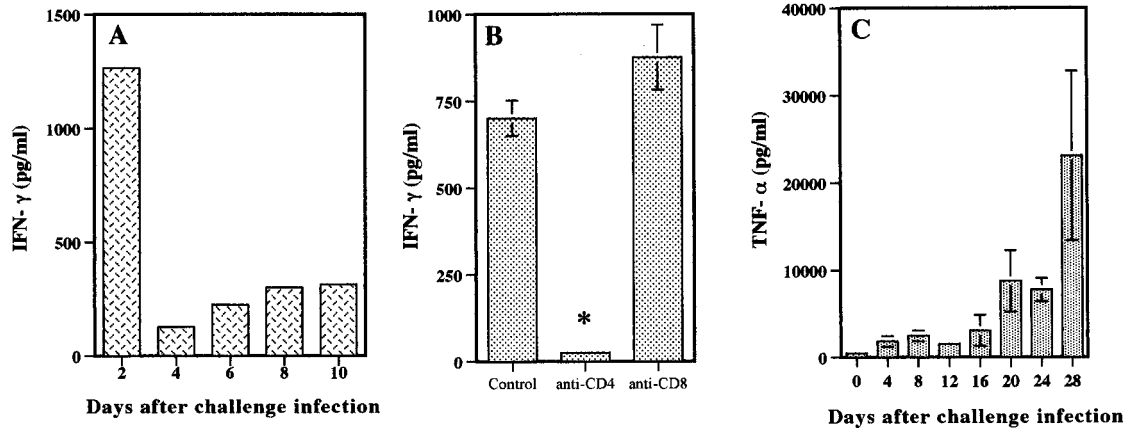 A
IFN- γ (pg/ml)
1500
1000
500
0
2 4 6 8 10
Days after challenge infection
B
IFN- γ (pg/ml)
1000
750
500
250
0
*
Control anti-CD4 anti-CD8
C
TNF- α (pg/ml)
40000
30000
20000
10000
0
0 4 8 12 16 20 24 28
Days after challenge infection